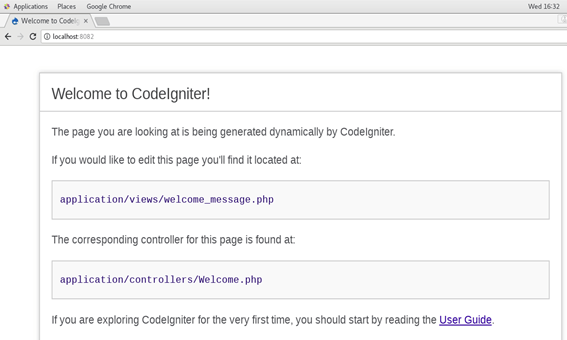 Applications Places Google Chrome Wed 16:32
Welcome to CodeIg
localhost:8082
Welcome to CodeIgniter!
The page you are looking at is being generated dynamically by CodeIgniter.
If you would like to edit this page you'll find it located at:
application/views/welcome_message.php
The corresponding controller for this page is found at:
application/controllers/Welcome.php
If you are exploring CodeIgniter for the very first time, you should start by reading the User Guide.